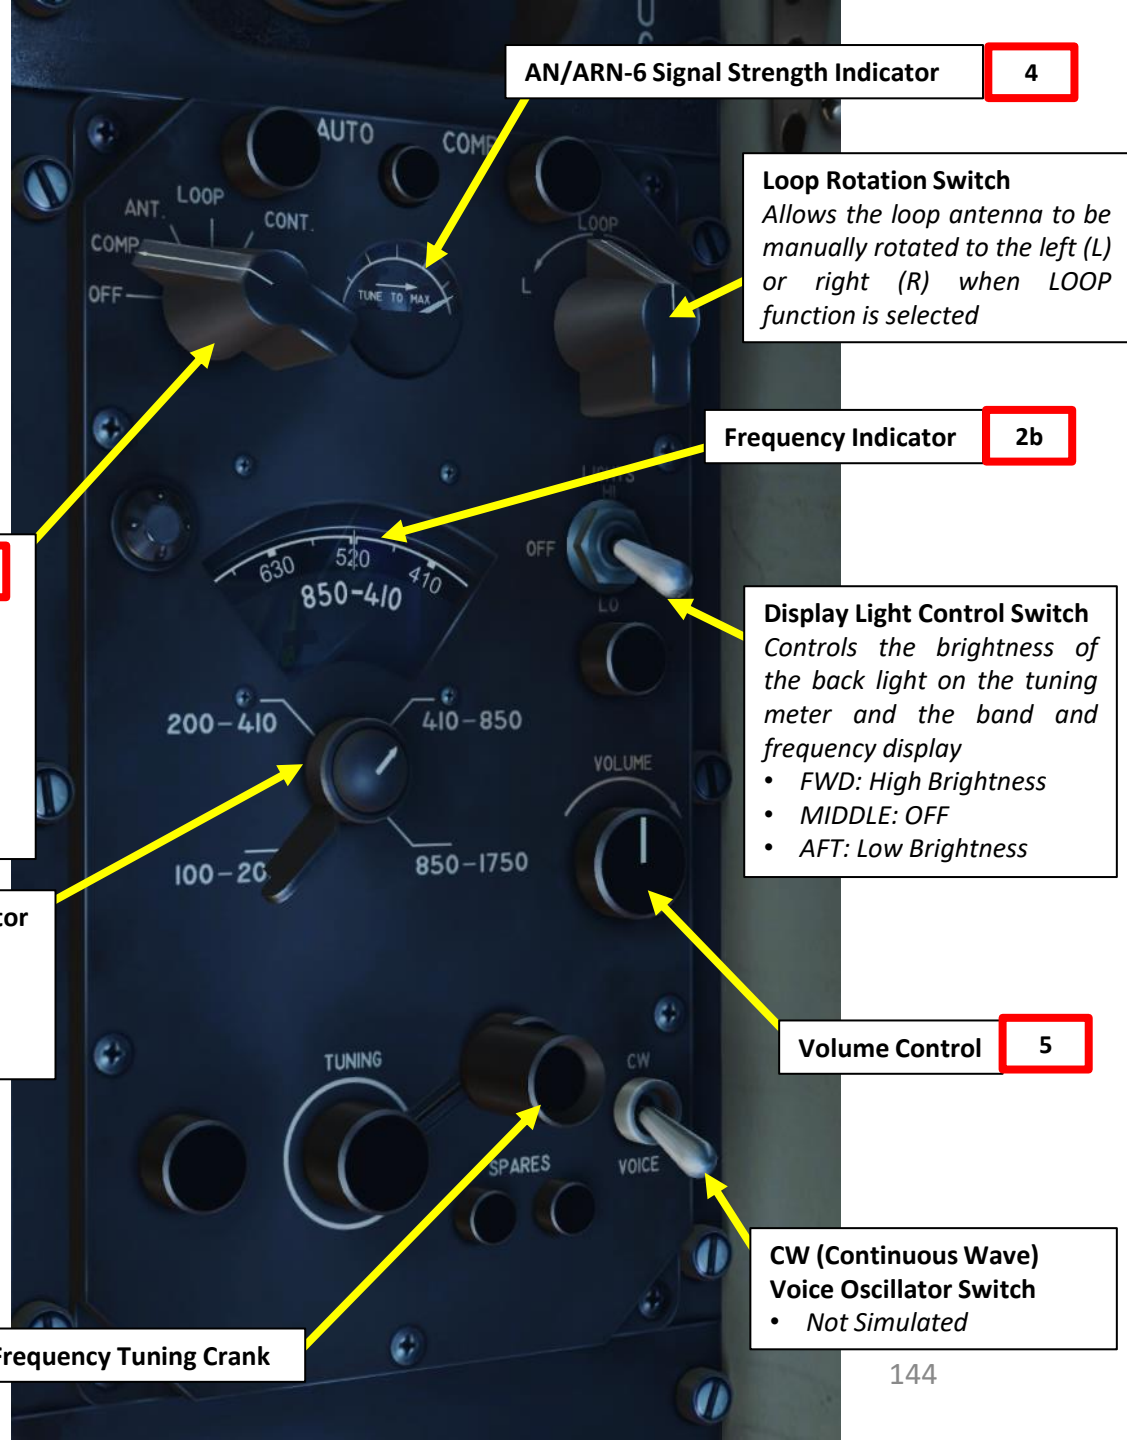 AN/ARN-6 Signal Strength Indicator
4
AUTO
COMP
Loop Rotation Switch
Allows the loop antenna to be
manually rotated to the left (L)
or right (R) when LOOP
function is selected
ANT.
LOOP
CONT.
COMP.
OFF
TUNE TO MAX
LOOP
L
Frequency Indicator
2b
LIGHTS
HI
OFF
LO
630
520
410
850-410
Display Light Control Switch
Controls the brightness of
the back light on the tuning
meter and the band and
frequency display
• FWD: High Brightness
• MIDDLE: OFF
• AFT: Low Brightness
200-410
410-850
VOLUME
100-20
850-1750
tor
Volume Control
5
TUNING
CW
SPARES
VOICE
CW (Continuous Wave)
Voice Oscillator Switch
• Not Simulated
Frequency Tuning Crank
144